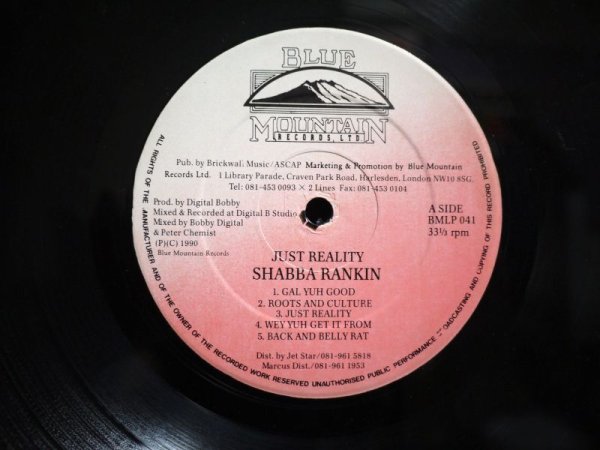 BLUE
MOUNTAIN
RECORDS, LTD.
Pub. by Brickwall Music/ASCAP Marketing & Promotion by Blue Mountain
Records Ltd. 1 Library Parade, Craven Park Road, Harlesden, London NW10 8SG.
Tel: 081-453 0093 × 2 Lines Fax: 081-453 0104
Prod. by Digital Bobby
Mixed & Recorded at Digital B Studio
Mixed by Bobby Digital
& Peter Chemist
(P)(C) 1990
Blue Mountain Records
A SIDE
BMLP 041
33⅓ rpm
JUST REALITY
SHABBA RANKIN
1. GAL YUH GOOD
2. ROOTS AND CULTURE
3. JUST REALITY
4. WEY YUH GET IT FROM
5. BACK AND BELLY RAT
Dist. by Jet Star/081-961 5818
Marcus Dist./081-961 1953
ALL RIGHTS OF THE MANUFACTURER AND OF THE OWNER OF THE RECORDED WORK RESERVED UNAUTHORISED PUBLIC PERFORMANCE BROADCASTING AND COPYING OF THIS RECORD PROHIBITED